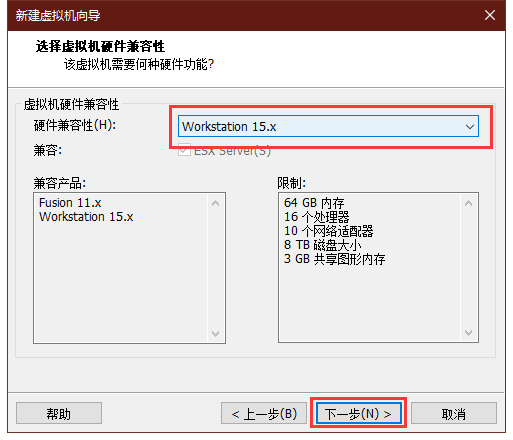 新建虚拟机向导
选择虚拟机硬件兼容性
该虚拟机需要何种硬件功能?
虚拟机硬件兼容性
硬件兼容性(H):
Workstation 15.x
兼容:
ESX Server(S)
兼容产品:
Fusion 11.x
Workstation 15.x
限制:
64 GB 内存
16 个处理器
10 个网络适配器
8 TB 磁盘大小
3 GB 共享图形内存
帮助
< 上一步(B)
下一步(N) >
取消